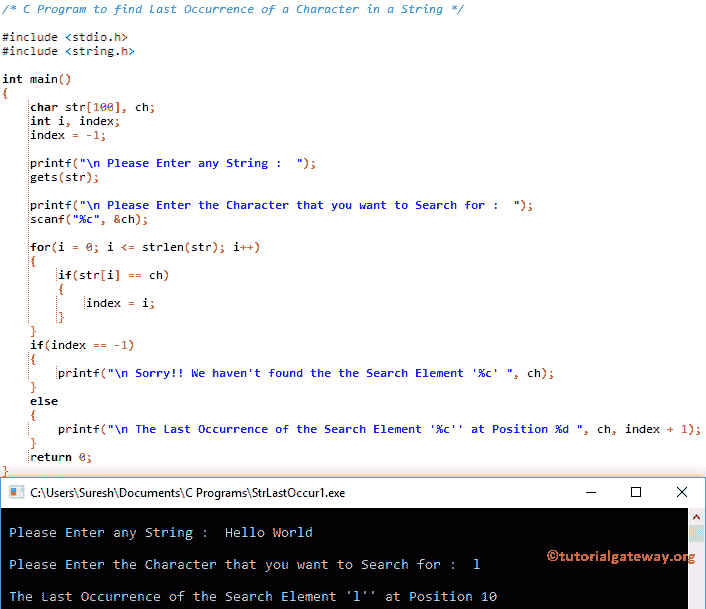 /* C Program to find Last Occurrence of a Character in a String */
#include <stdio.h>
#include <string.h>
int main()
{
char str[100], ch;
int i, index;
index = -1;
printf("\n Please Enter any String :  ");
gets(str);
printf("\n Please Enter the Character that you want to Search for :  ");
scanf("%c", &ch);
for(i = 0; i <= strlen(str); i++)
{
if(str[i] == ch)
{
index = i;
}
}
if(index == -1)
{
printf("\n Sorry!! We haven't found the the Search Element '%c' ", ch);
}
else
{
printf("\n The Last Occurrence of the Search Element '%c'' at Position %d ", ch, index + 1);
}
return 0;
}
C:\Users\Suresh\Documents\C Programs\StrLastOccur1.exe
Please Enter any String :  Hello World
©tutorialgateway.org
Please Enter the Character that you want to Search for :  l
The Last Occurrence of the Search Element 'l'' at Position 10